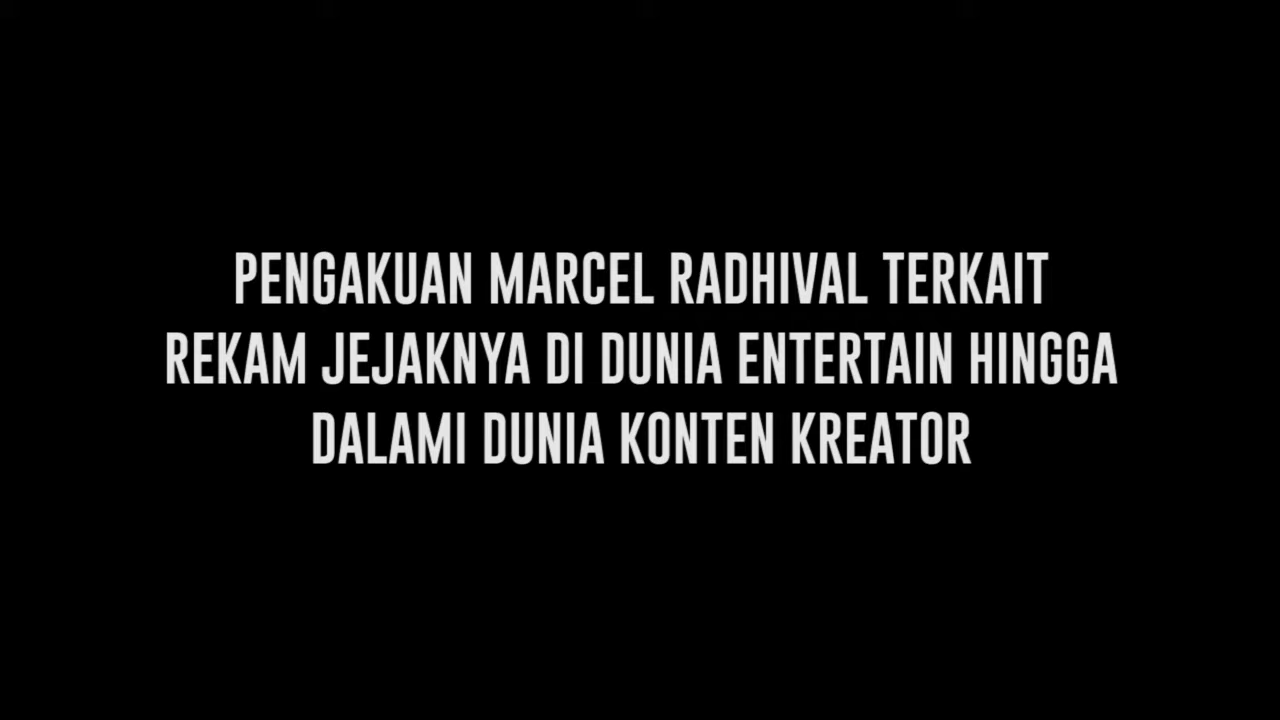 PENGAKUAN MARCEL RADHIVAL TERKAIT
REKAM JEJAKNYA DI DUNIA ENTERTAIN HINGGA
DALAMI DUNIA KONTEN KREATOR